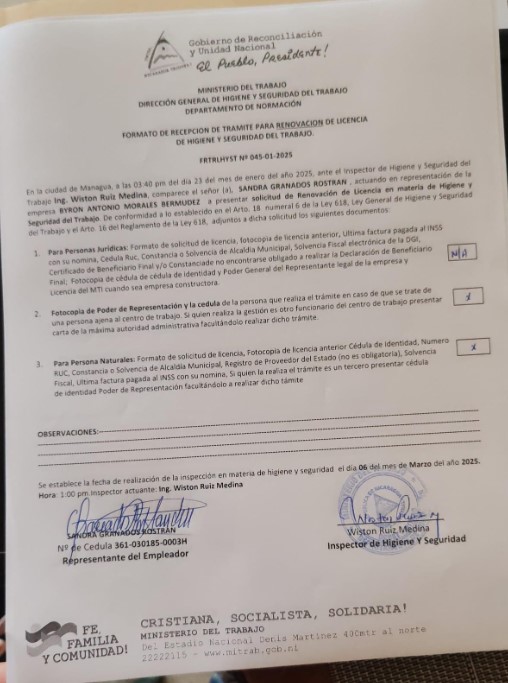 Gobierno de Reconciliación
y Unidad Nacional
El Pueblo, Presidente!
MINISTERIO DEL TRABAJO
DIRECCIÓN GENERAL DE HIGIENE Y SEGURIDAD DEL TRABAJO
DEPARTAMENTO DE NORMACIÓN
FORMATO DE RECEPCION DE TRAMITE PARA RENOVACION DE LICENCIA
DE HIGIENE Y SEGURIDAD DEL TRABAJO.
FRTRLHYST Nº 045-01-2025
En la ciudad de Managua, a las 03:40 pm del día 23 del mes de enero del año 2025, ante el Inspector de Higiene y Seguridad del
Trabajo Ing. Wiston Ruiz Medina, comparece el señor (a), SANDRA GRANADOS ROSTRAN , actuando en representación de la
empresa BYRON ANTONIO MORALES BERMUDEZ a presentar solicitud de Renovación de Licencia en materia de Higiene y
Seguridad del Trabajo. De conformidad a lo establecido en el Arto. 18 numeral 6 de la Ley 618, Ley General de Higiene y Seguridad
del Trabajo y el Arto. 16 del Reglamento de la Ley 618, adjuntos a dicha solicitud los siguientes documentos:
1. Para Personas Juridicas: Formato de solicitud de licencia, fotocopia de licencia anterior, Ultima factura pagada al INSS
con su nomina, Cedula Ruc, Constancia o Solvencia de Alcaldía Municipal, Solvencia Fiscal electrónica de la DGI,
Certificado de Beneficiario Final y/o Constanciade no encontrarse obligado a realizar la Declaración de Beneficiario
Final; Fotocopia de cédula de cédula de identidad y Poder General del Representante legal de la empresa y
Licencia del MTI cuando sea empresa constructora.
N/A
2. Fotocopia de Poder de Representación y la cedula de la persona que realiza el trámite en caso de que se trate de
una persona ajena al centro de trabajo. Si quien realiza la gestión es otro funcionario del centro de trabajo presentar
carta de la máxima autoridad administrativa facultándolo realizar dicho trámite.
x
3. Para Persona Naturales: Formato de solicitud de licencia, Fotocopia de licencia anterior Cédula de Identidad, Numero
RUC, Constancia o Solvencia de Alcaldía Municipal, Registro de Proveedor del Estado (no es obligatoria), Solvencia
Fiscal, Ultima factura pagada al INSS con su nomina, Si quien la realiza el trámite es un tercero presentar cédula
de identidad Poder de Representación facultándolo a realizar dicho támite
x
OBSERVACIONES:
Se establece la fecha de realización de la inspección en materia de higiene y seguridad el día 06 del mes de Marzo del año 2025.
Hora: 1:00 pm.Inspector actuante: Ing. Wiston Ruiz Medina
SANDRA GRANADOS ROSTRAN
Nº de Cedula 361-030185-0003H
Representante del Empleador
Wiston Ruiz Medina
Inspector de Higiene Y Seguridad
FE,
FAMILIA
Y COMUNIDAD!
CRISTIANA, SOCIALISTA, SOLIDARIA!
MINISTERIO DEL TRABAJO
Del Estadio Nacional Denis Martinez 400mtr al norte
22222115 - www.mitrab.gob.ni